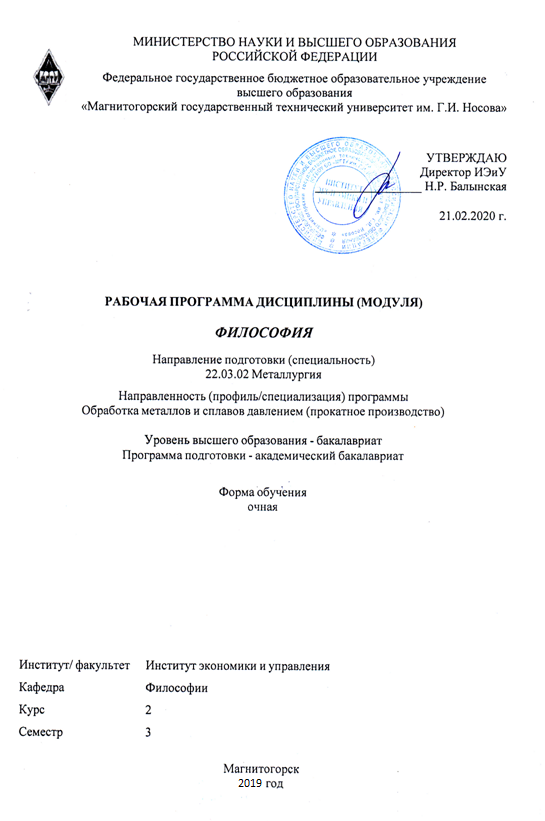 МИНИСТЕРСТВО НАУКИ И ВЫСШЕГО ОБРАЗОВАНИЯ
РОССИЙСКОЙ ФЕДЕРАЦИИ
Федеральное государственное бюджетное образовательное учреждение
высшего образования
«Магнитогорский государственный технический университет им. Г.И. Носова»
УТВЕРЖДАЮ
Директор ИЭиУ
Н.Р. Балынская
21.02.2020 г.
РАБОЧАЯ ПРОГРАММА ДИСЦИПЛИНЫ (МОДУЛЯ)
ФИЛОСОФИЯ
Направление подготовки (специальность)
22.03.02 Металлургия
Направленность (профиль/специализация) программы
Обработка металлов и сплавов давлением (прокатное производство)
Уровень высшего образования - бакалавриат
Программа подготовки - академический бакалавриат
Форма обучения
очная
Институт/ факультет Институт экономики и управления
Кафедра Философии
Курс 2
Семестр 3
Магнитогорск
2019 год